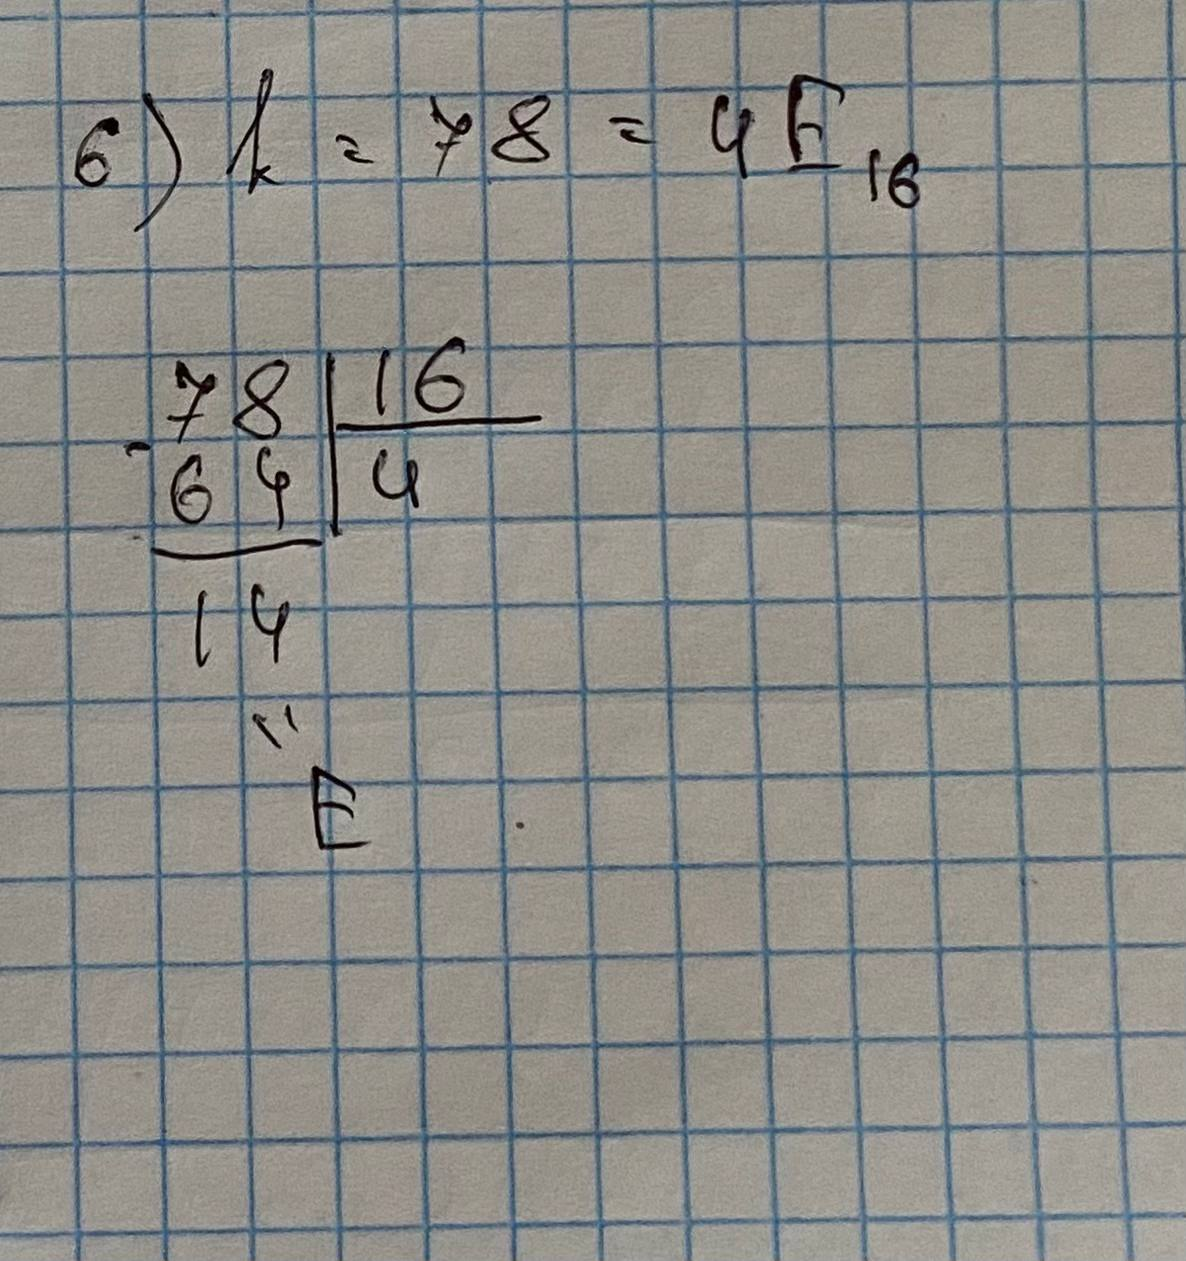 6) k = 78 = 4E₁₆
78 | 16
- 64 | 4
14
"
E